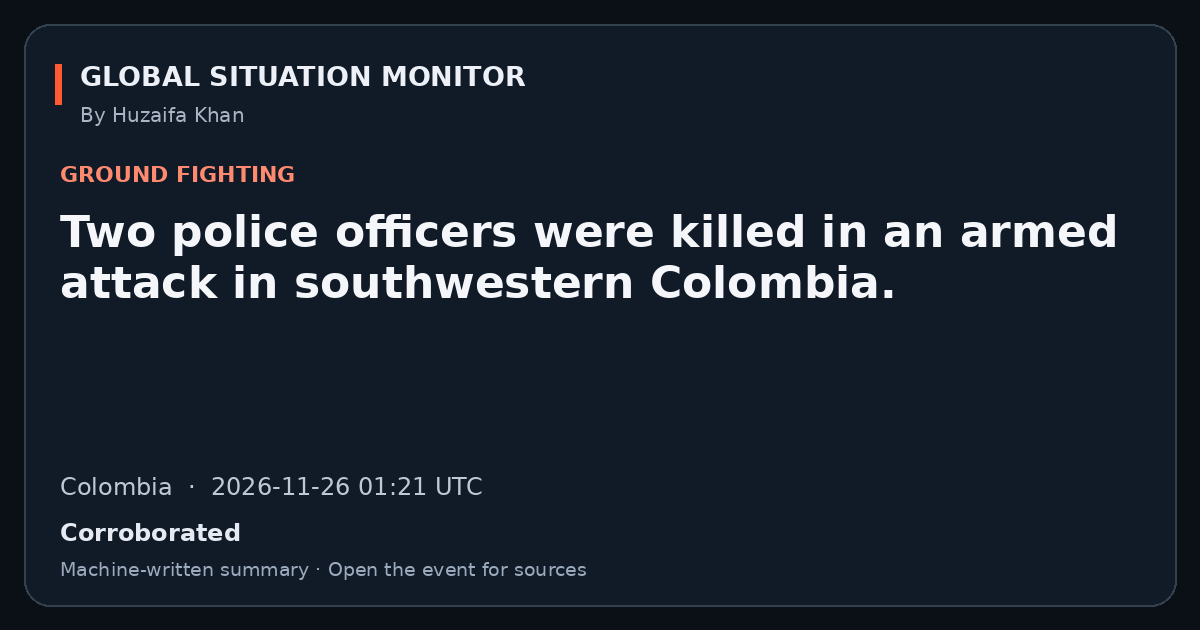 GLOBAL SITUATION MONITOR
By Huzaifa Khan
GROUND FIGHTING
Two police officers were killed in an armed
attack in southwestern Colombia.
Colombia · 2026-11-26 01:21 UTC
Corroborated
Machine-written summary · Open the event for sources